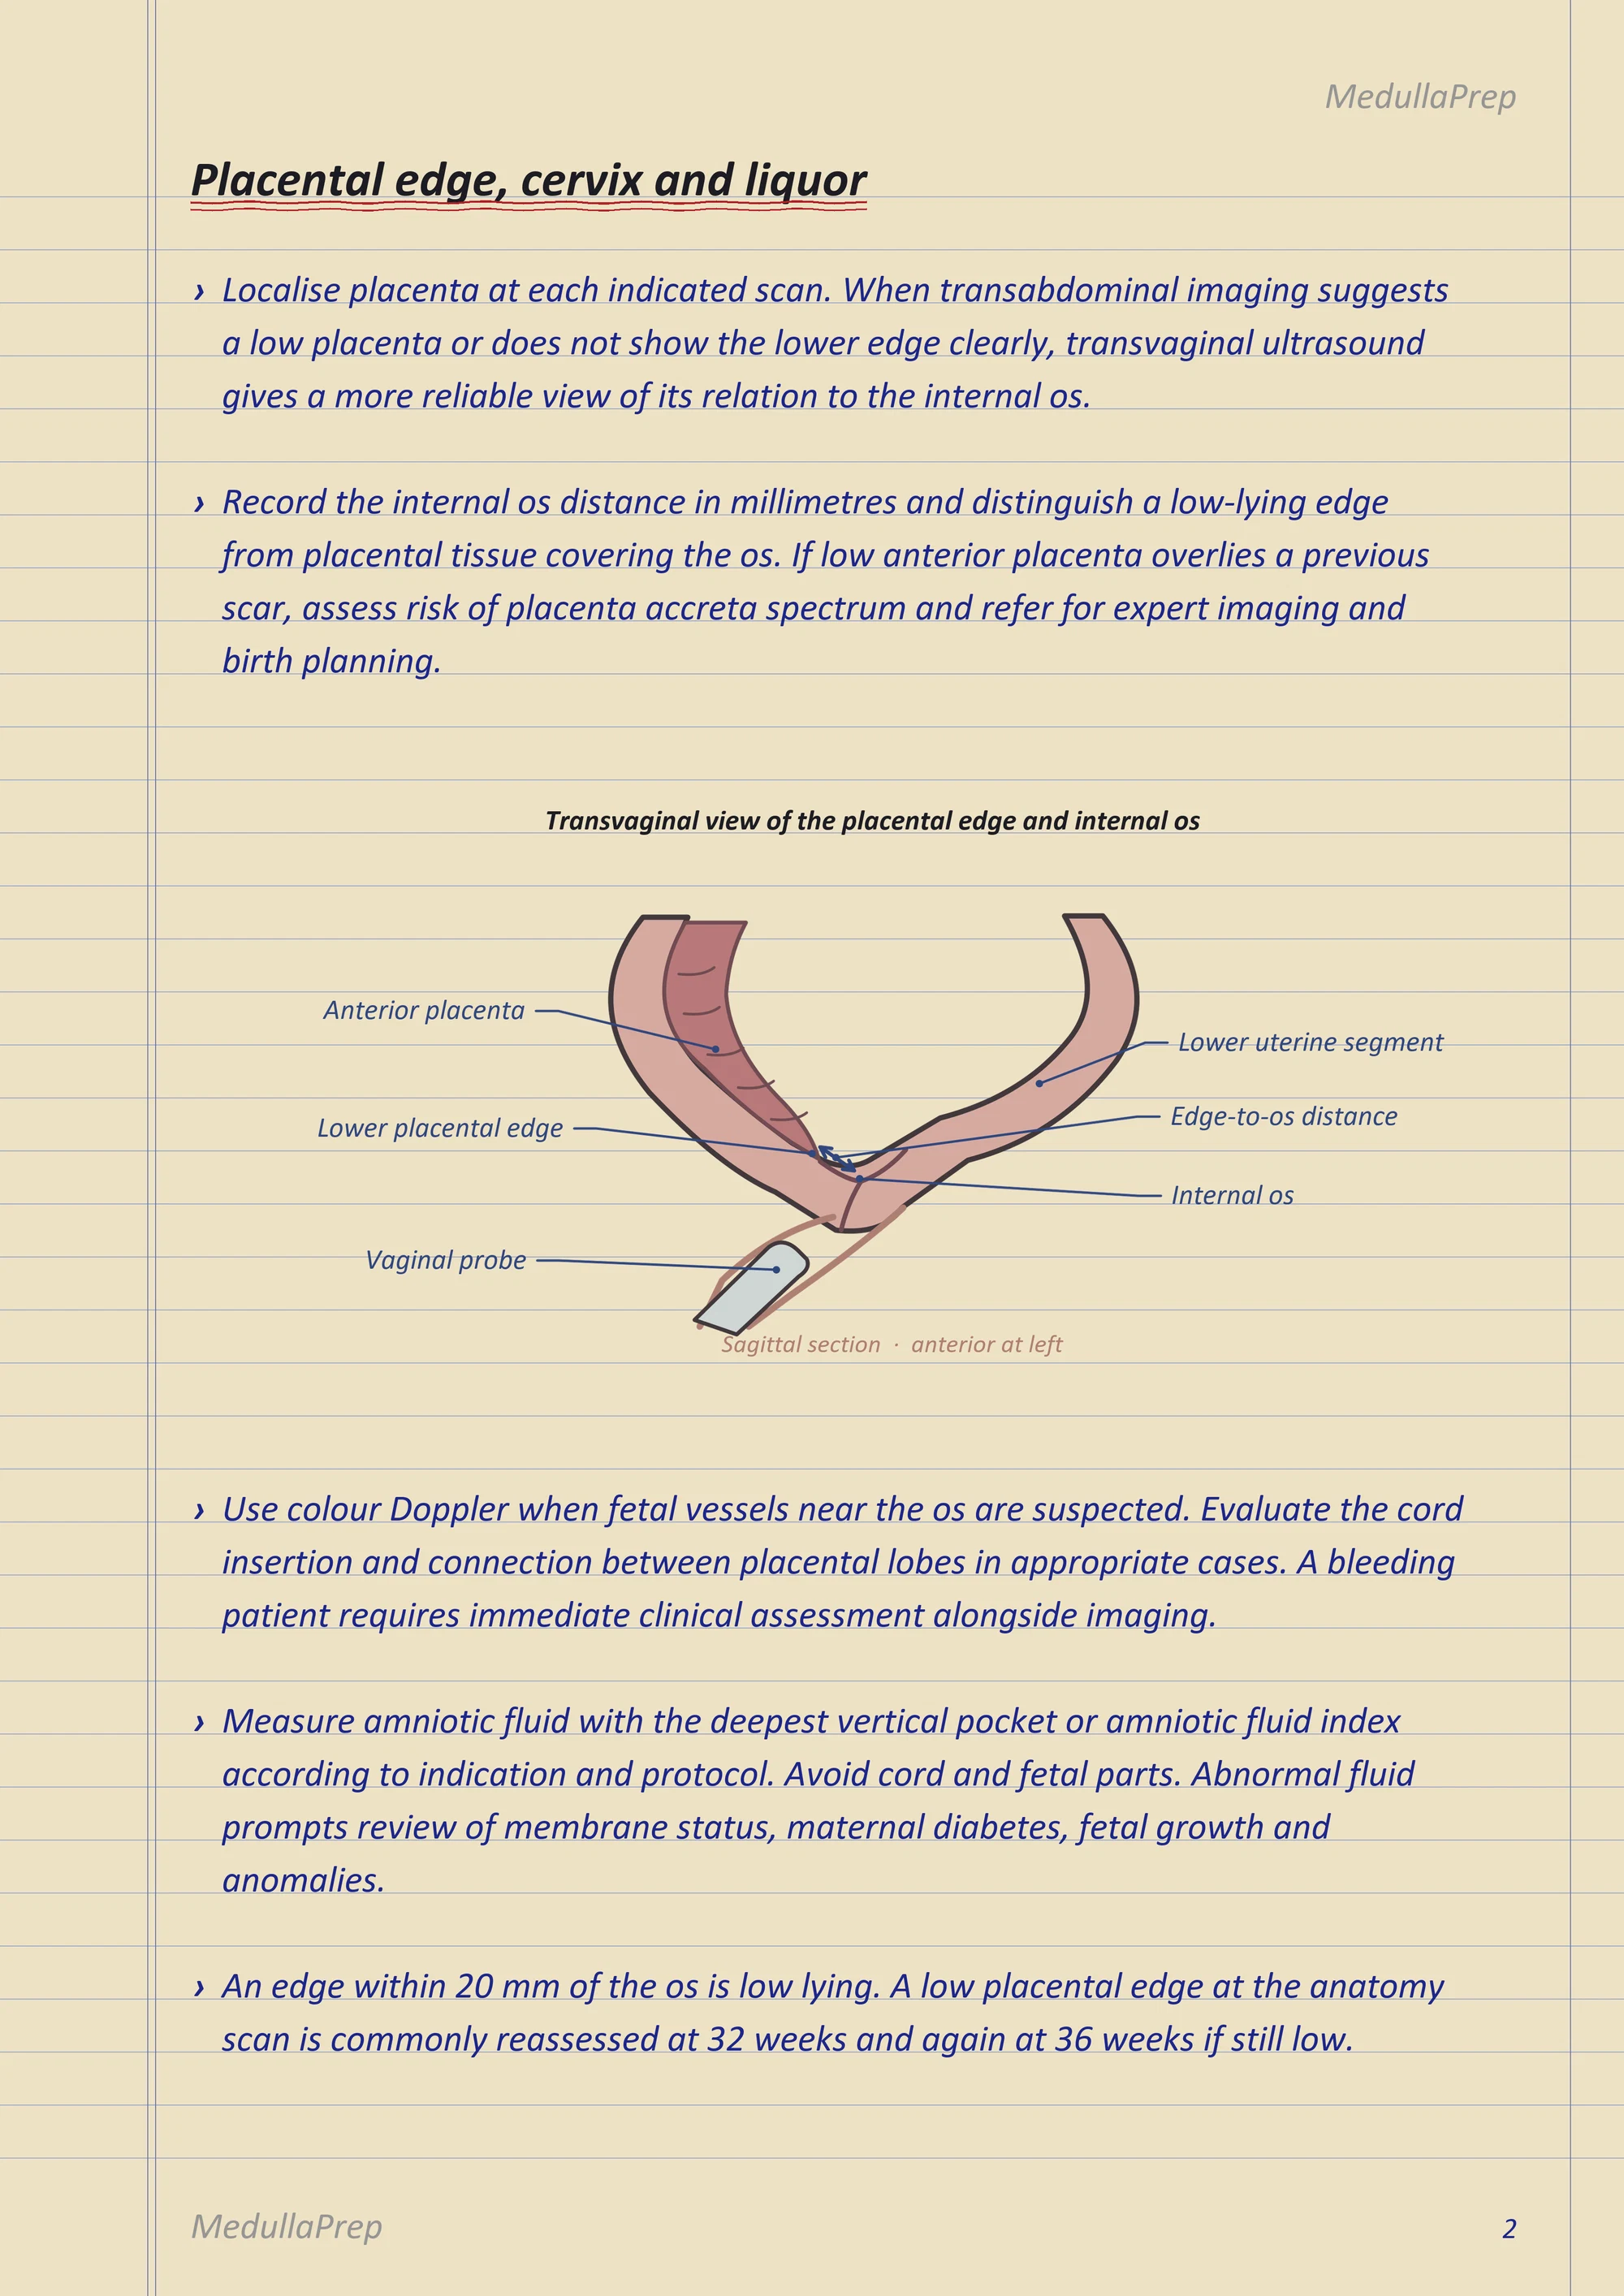 MedullaPrep
Placental edge, cervix and liquor
› Localise placenta at each indicated scan. When transabdominal imaging suggests
a low placenta or does not show the lower edge clearly, transvaginal ultrasound
gives a more reliable view of its relation to the internal os.
› Record the internal os distance in millimetres and distinguish a low-lying edge
from placental tissue covering the os. If low anterior placenta overlies a previous
scar, assess risk of placenta accreta spectrum and refer for expert imaging and
birth planning.
Transvaginal view of the placental edge and internal os
Anterior placenta
Lower uterine segment
Edge-to-os distance
Lower placental edge
Internal os
Vaginal probe
Sagittal section · anterior at left
› Use colour Doppler when fetal vessels near the os are suspected. Evaluate the cord
insertion and connection between placental lobes in appropriate cases. A bleeding
patient requires immediate clinical assessment alongside imaging.
› Measure amniotic fluid with the deepest vertical pocket or amniotic fluid index
according to indication and protocol. Avoid cord and fetal parts. Abnormal fluid
prompts review of membrane status, maternal diabetes, fetal growth and
anomalies.
› An edge within 20 mm of the os is low lying. A low placental edge at the anatomy
scan is commonly reassessed at 32 weeks and again at 36 weeks if still low.
MedullaPrep
2